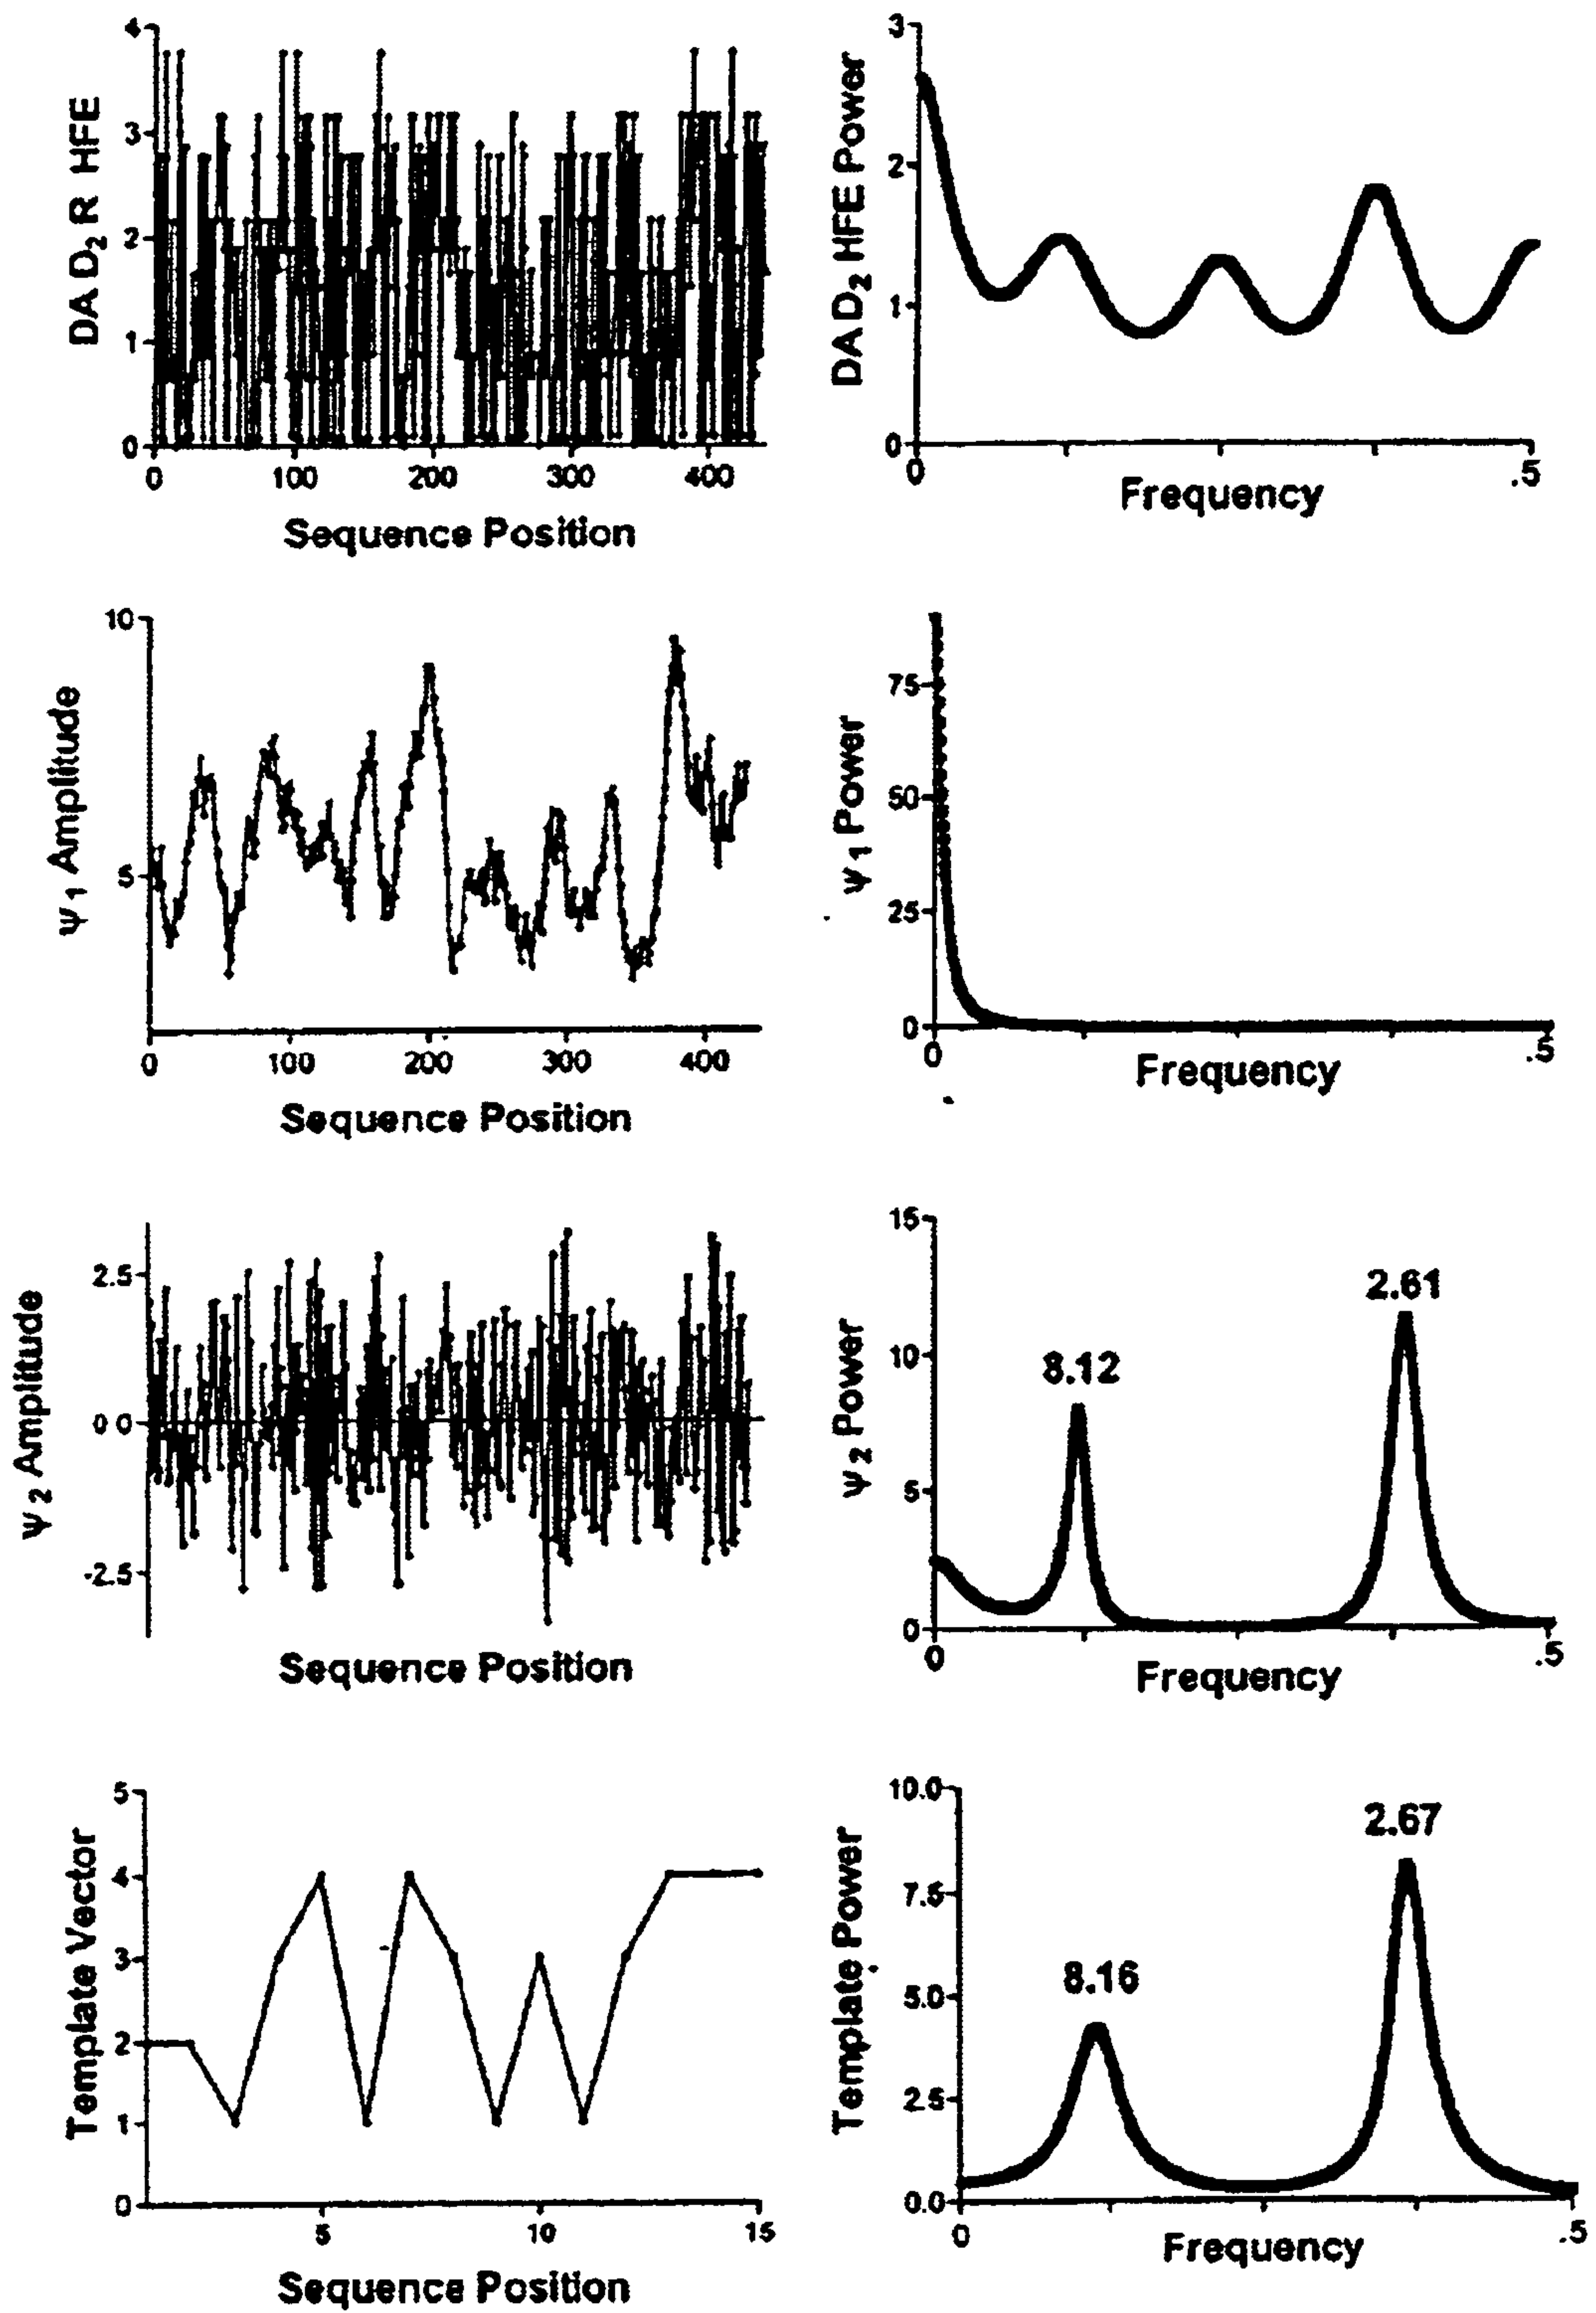 DA D2 R HFE
4
3
2
1
0
0 100 200 300 400
Sequence Position
DA D2 HFE Power
3
2
1
0
0 .5
Frequency
ψ1 Amplitude
10
5
0 100 200 300 400
Sequence Position
ψ1 Power
75
50
25
0
0 .5
Frequency
ψ2 Amplitude
2.5
0.0
-2.5
Sequence Position
ψ2 Power
15
10
5
0
8.12
2.61
0 .5
Frequency
Template Vector
5
4
3
2
1
0
5 10 15
Sequence Position
Template Power
10.0
7.5
5.0
2.5
0.0
8.16
2.67
0 .5
Frequency